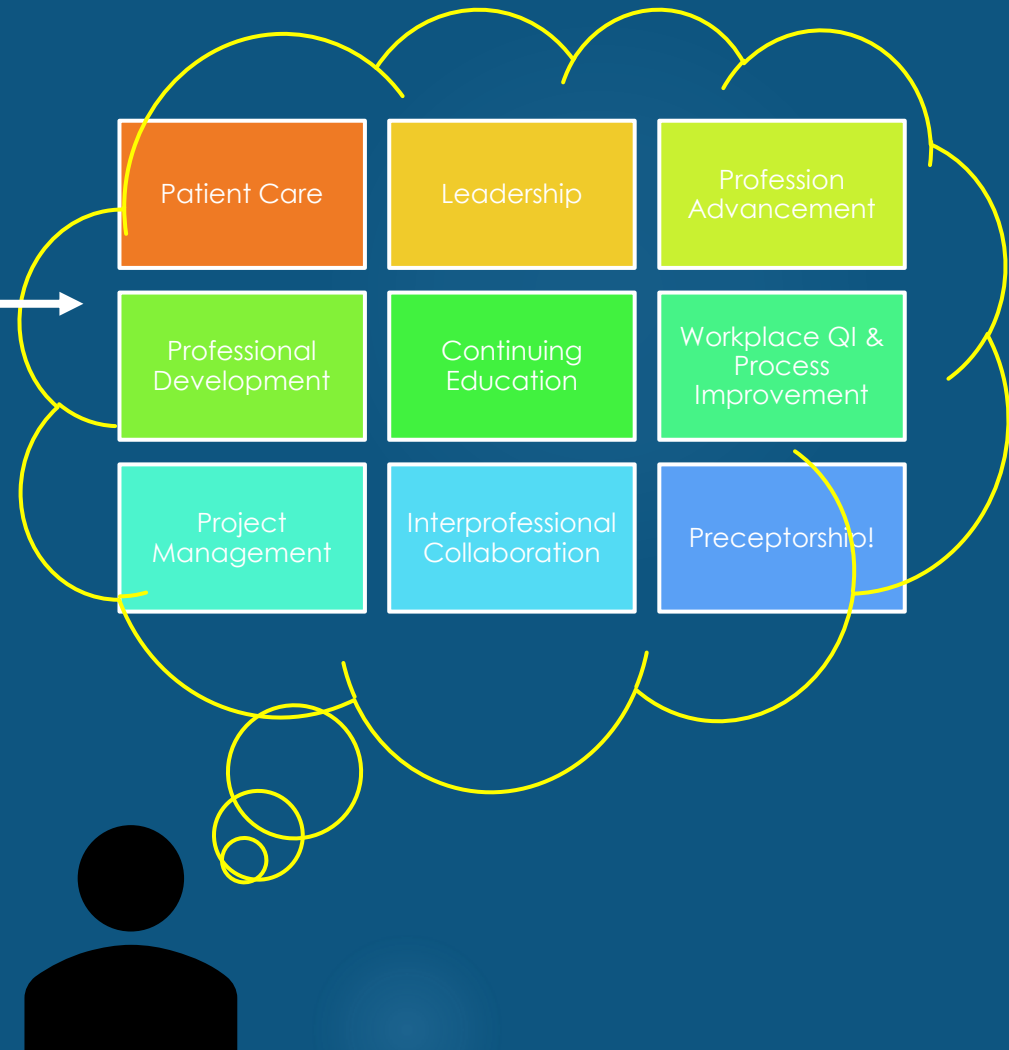 Patient Care
Leadership
Profession
Advancement
Professional
Development
Continuing
Education
Workplace QI &
Process
Improvement
Project
Management
Interprofessional
Collaboration
Preceptorship!